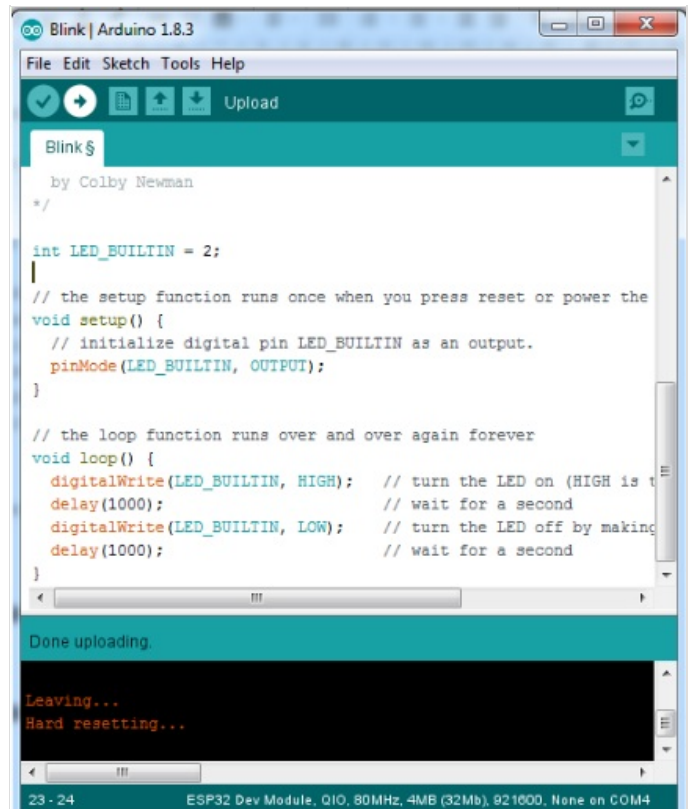 Blink | Arduino 1.8.3
File Edit Sketch Tools Help
Upload
Blink §
by Colby Newman
*/
int LED_BUILTIN = 2;
// the setup function runs once when you press reset or power the
void setup() {
// initialize digital pin LED_BUILTIN as an output.
pinMode(LED_BUILTIN, OUTPUT);
}
// the loop function runs over and over again forever
void loop() {
digitalWrite(LED_BUILTIN, HIGH); // turn the LED on (HIGH is t
delay(1000); // wait for a second
digitalWrite(LED_BUILTIN, LOW); // turn the LED off by making
delay(1000); // wait for a second
}
Done uploading.
Leaving...
Hard resetting...
23 - 24 ESP32 Dev Module, QIO, 80MHz, 4MB (32Mb), 921600, None on COM4